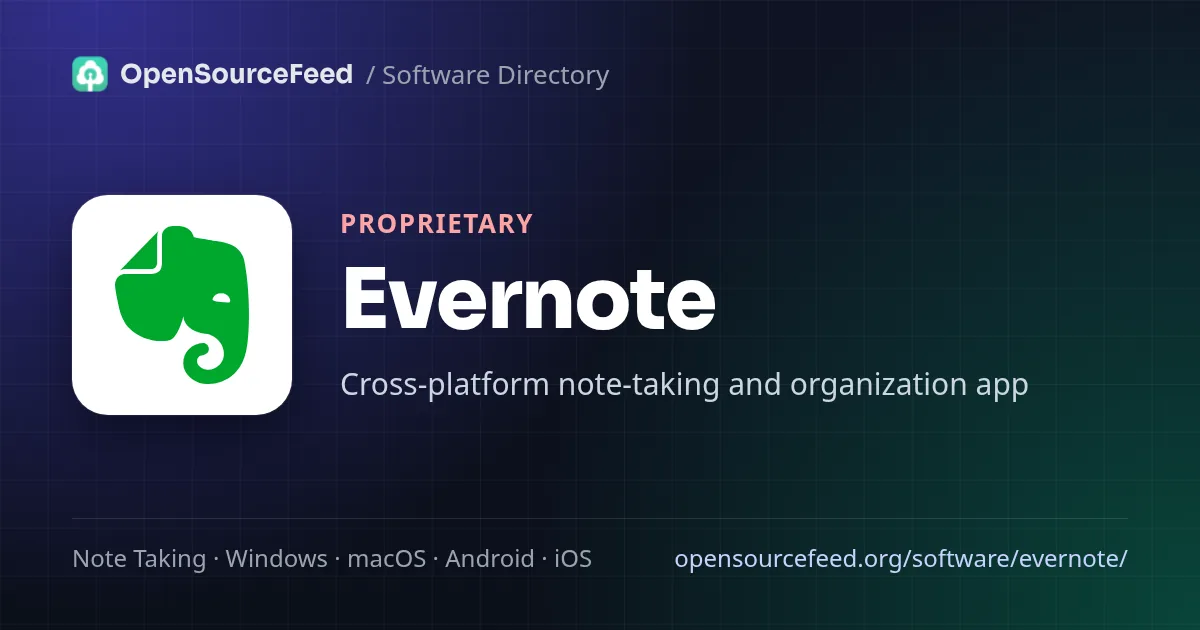 OpenSourceFeed / Software Directory
PROPRIETARY
Evernote
Cross-platform note-taking and organization app
Note Taking · Windows · macOS · Android · iOS
opensourcefeed.org/software/evernote/